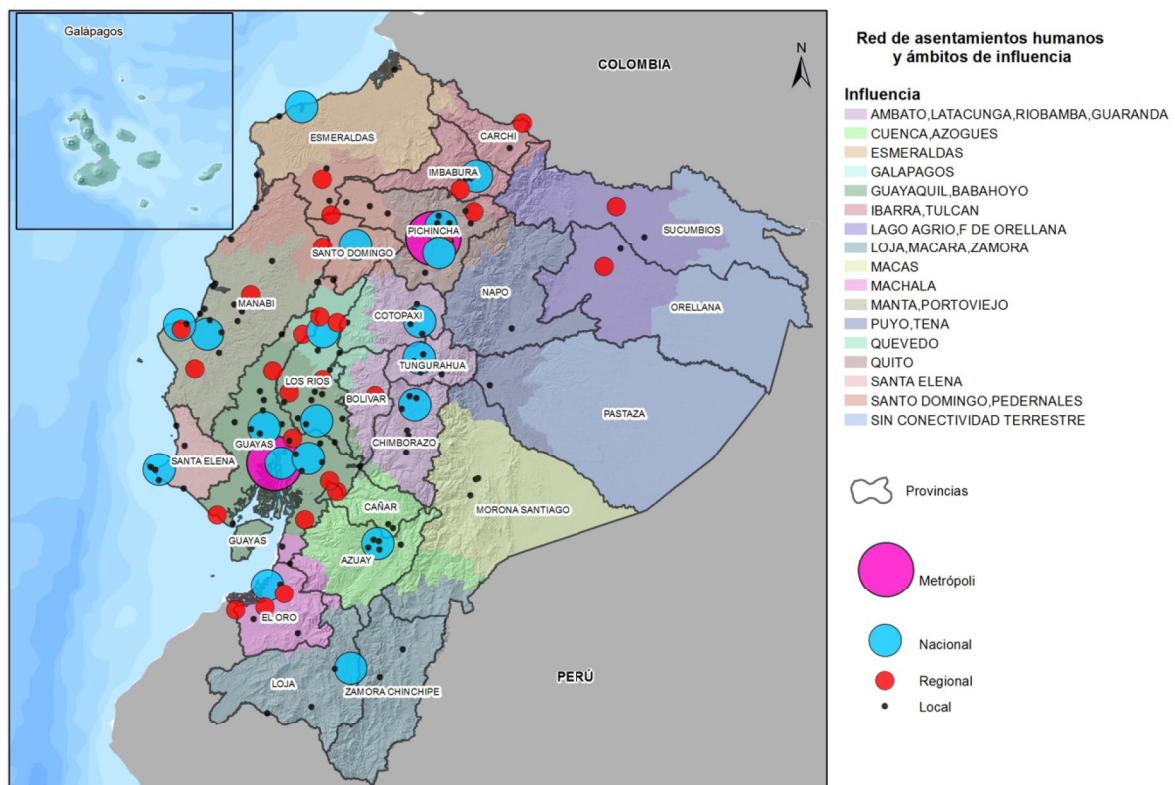 Galápagos
N
COLOMBIA
ESMERALDAS
CARCHI
IMBABURA
PICHINCHA
SUCUMBIOS
SANTO DOMINGO
NAPO
ORELLANA
MANABI
COTOPAXI
TUNGURAHUA
LOS RIOS
BOLIVAR
PASTAZA
CHIMBORAZO
GUAYAS
SANTA ELENA
MORONA SANTIAGO
CAÑAR
GUAYAS
AZUAY
EL ORO
PERÚ
LOJA
ZAMORA CHINCHIPE
Red de asentamientos humanos
y ámbitos de influencia
Influencia
AMBATO,LATACUNGA,RIOBAMBA,GUARANDA
CUENCA,AZOGUES
ESMERALDAS
GALAPAGOS
GUAYAQUIL,BABAHOYO
IBARRA,TULCAN
LAGO AGRIO,F DE ORELLANA
LOJA,MACARA,ZAMORA
MACAS
MACHALA
MANTA,PORTOVIEJO
PUYO,TENA
QUEVEDO
QUITO
SANTA ELENA
SANTO DOMINGO,PEDERNALES
SIN CONECTIVIDAD TERRESTRE
Provincias
Metrópoli
Nacional
Regional
Local